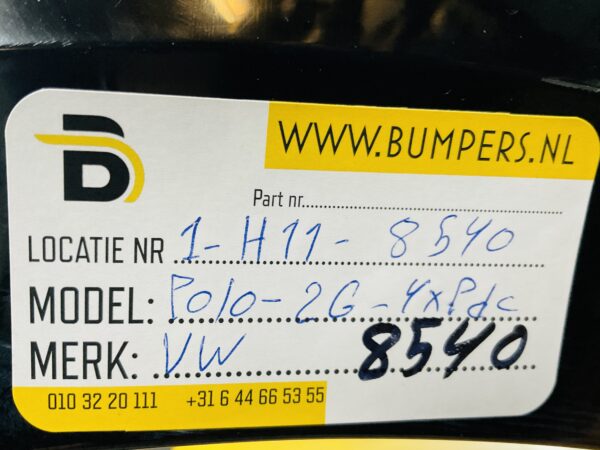 WWW.BUMPERS.NL
Part nr.
LOCATIE NR 1-H11-8540
MODEL: Polo-2G-4xPdc
MERK: VW 8540
010 32 20 111 +31 6 44 66 53 55